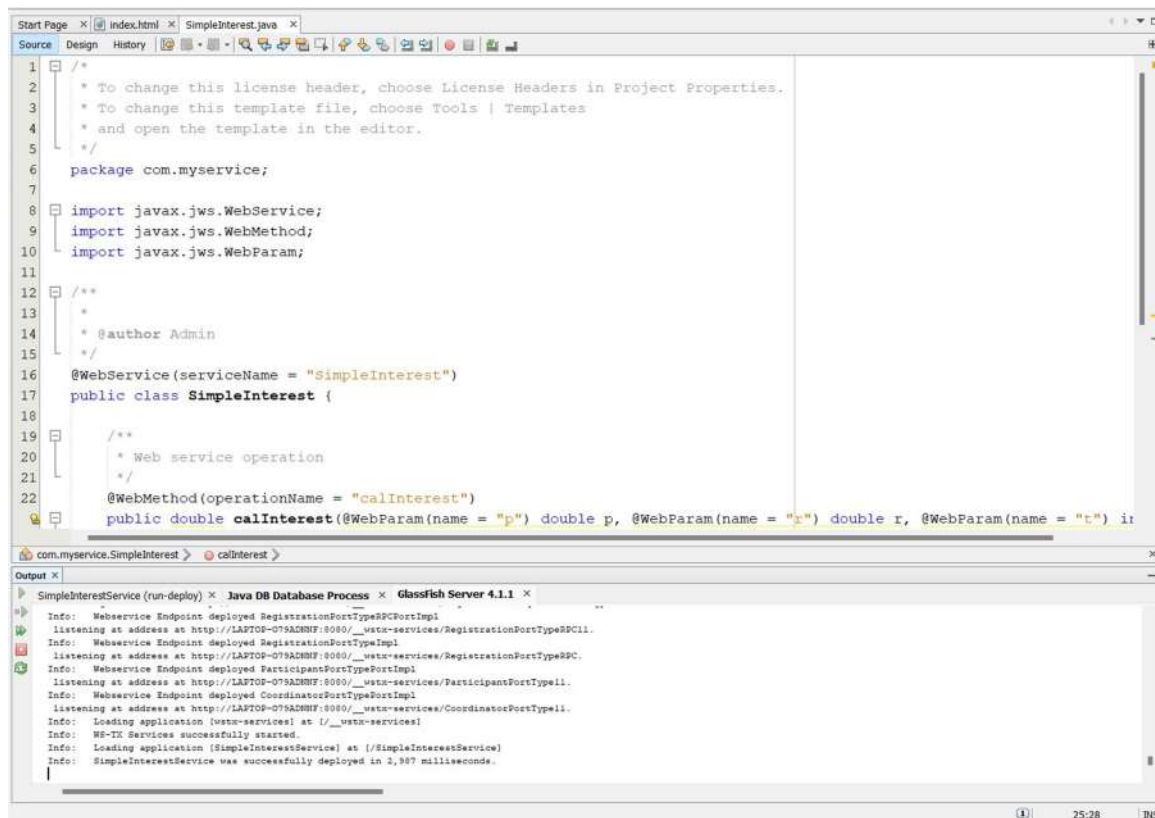 Start Page index.html SimpleInterest.java
Source Design History
1 /*
2 * To change this license header, choose License Headers in Project Properties.
3 * To change this template file, choose Tools | Templates
4 * and open the template in the editor.
5 */
6 package com.myservice;
7
8 import javax.jws.WebService;
9 import javax.jws.WebMethod;
10 import javax.jws.WebParam;
11
12 /**
13 *
14 * @author Admin
15 */
16 @WebService(serviceName = "SimpleInterest")
17 public class SimpleInterest {
18
19 /**
20 * Web service operation
21 */
22 @WebMethod(operationName = "calInterest")
public double calInterest(@WebParam(name = "p") double p, @WebParam(name = "r") double r, @WebParam(name = "t") in
com.myservice.SimpleInterest calInterest
Output
SimpleInterestService (run-deploy) Java DB Database Process GlassFish Server 4.1.1
Info: Webservice Endpoint deployed RegistrationPortTypeRPCPortImpl
listening at address at http://LAPTOP-O79ADNNF:8080/__wstx-services/RegistrationPortTypeRPC11.
Info: Webservice Endpoint deployed RegistrationPortTypeImpl
listening at address at http://LAPTOP-O79ADNNF:8080/__wstx-services/RegistrationPortTypeRPC.
Info: Webservice Endpoint deployed ParticipantPortTypePortImpl
listening at address at http://LAPTOP-O79ADNNF:8080/__wstx-services/ParticipantPortType11.
Info: Webservice Endpoint deployed CoordinatorPortTypePortImpl
listening at address at http://LAPTOP-O79ADNNF:8080/__wstx-services/CoordinatorPortType11.
Info: Loading application [wstx-services] at [/__wstx-services]
Info: WS-TX Services successfully started.
Info: Loading application [SimpleInterestService] at [/SimpleInterestService]
Info: SimpleInterestService was successfully deployed in 2,987 milliseconds.
1 25:28 INS